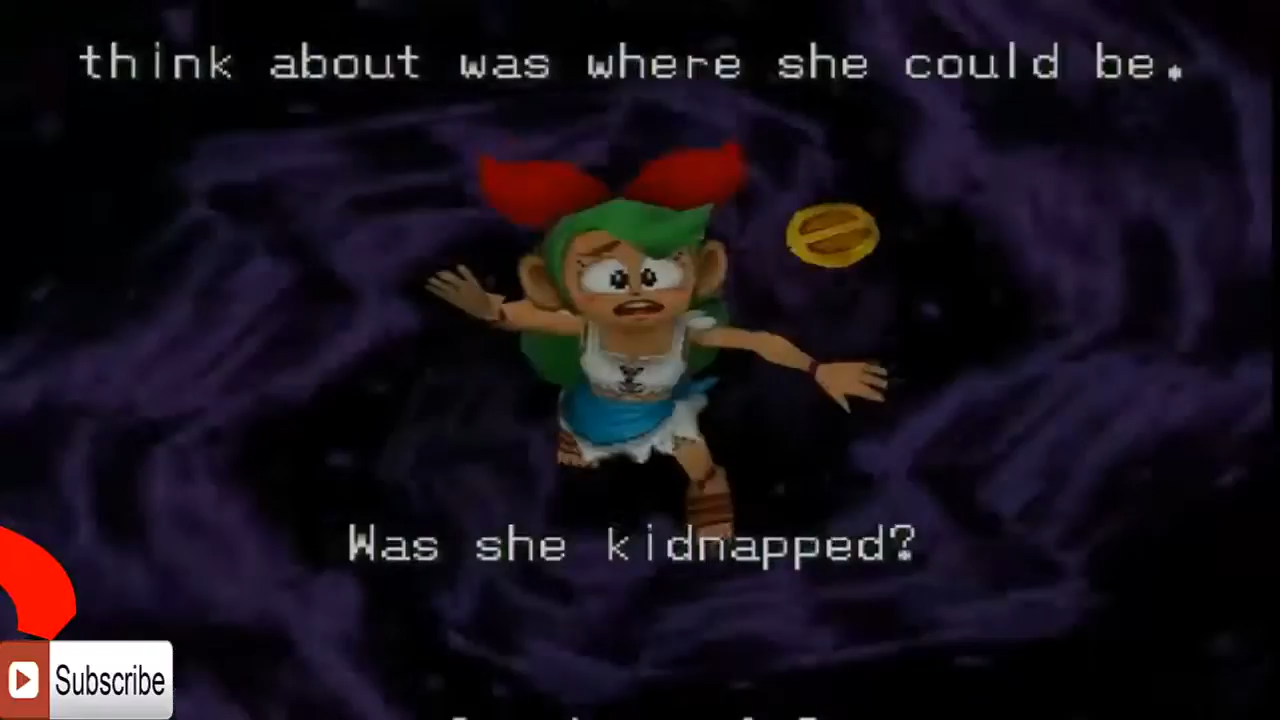 think about was where she could be.
Was she kidnapped?
Subscribe